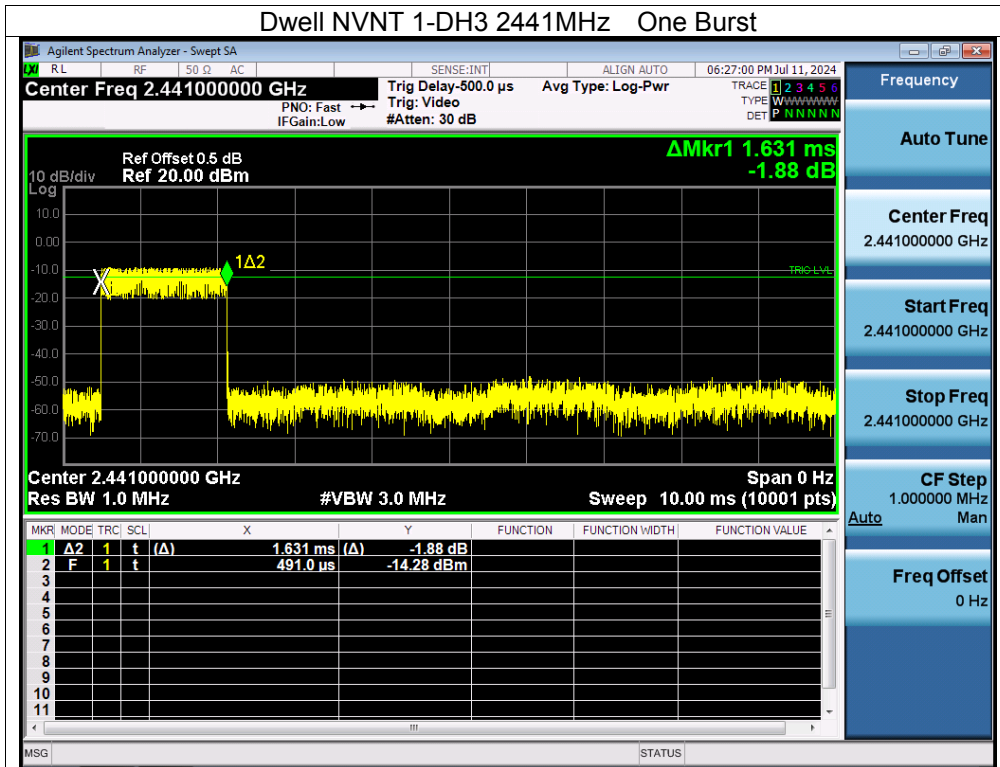 Dwell NVNT 1-DH3 2441MHz One Burst
Agilent Spectrum Analyzer - Swept SA
LXI RL RF 50 Ω AC SENSE:INT ALIGN AUTO 06:27:00 PM Jul 11, 2024
Center Freq 2.441000000 GHz
PNO: Fast
IFGain:Low
Trig Delay-500.0 µs
Trig: Video
#Atten: 30 dB
Avg Type: Log-Pwr
TRACE 1 2 3 4 5 6
TYPE WWWWWW
DET P N N N N N
Frequency
Auto Tune
Center Freq
2.441000000 GHz
Start Freq
2.441000000 GHz
Stop Freq
2.441000000 GHz
CF Step
1.000000 MHz
Auto Man
Freq Offset
0 Hz
ΔMkr1 1.631 ms
-1.88 dB
Ref Offset 0.5 dB
10 dB/div Ref 20.00 dBm
Log
10.0
0.00
-10.0
-20.0
-30.0
-40.0
-50.0
-60.0
-70.0
1Δ2
TRIG LVL
Center 2.441000000 GHz Span 0 Hz
Res BW 1.0 MHz #VBW 3.0 MHz Sweep 10.00 ms (10001 pts)
MKR MODE TRC SCL X Y FUNCTION FUNCTION WIDTH FUNCTION VALUE
1 Δ2 1 t (Δ) 1.631 ms (Δ) -1.88 dB
2 F 1 t 491.0 µs -14.28 dBm
3
4
5
6
7
8
9
10
11
MSG STATUS